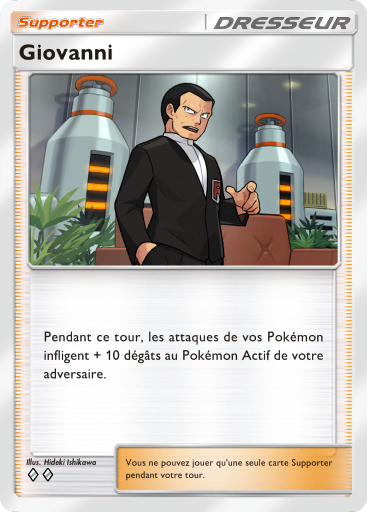 Supporter
DRESSEUR
Giovanni
Pendant ce tour, les attaques de vos Pokémon
infligent + 10 dégâts au Pokémon Actif de votre
adversaire.
Illus. Hideki Ishikawa
Vous ne pouvez jouer qu'une seule carte Supporter
pendant votre tour.